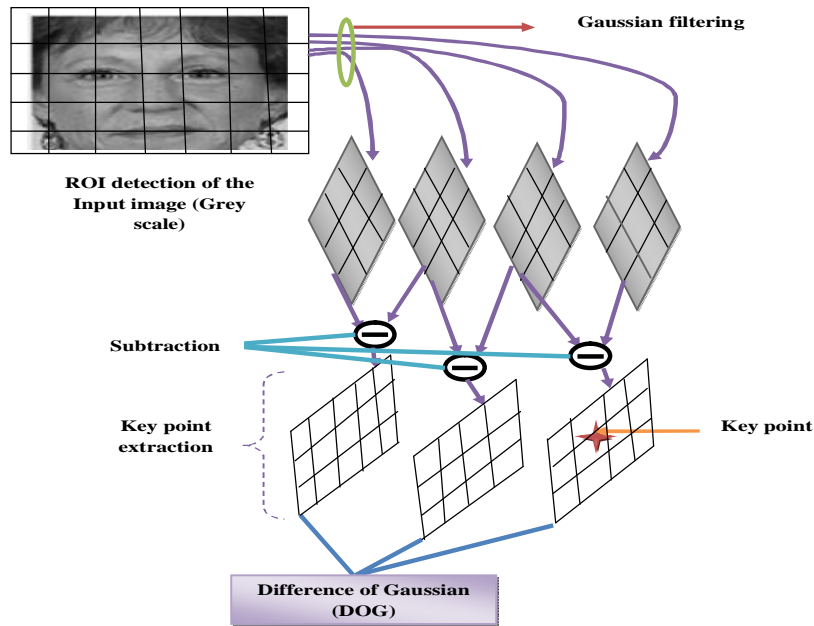 Gaussian filtering
ROI detection of the
Input image (Grey
scale)
Subtraction
Key point
extraction
Key point
Difference of Gaussian
(DOG)